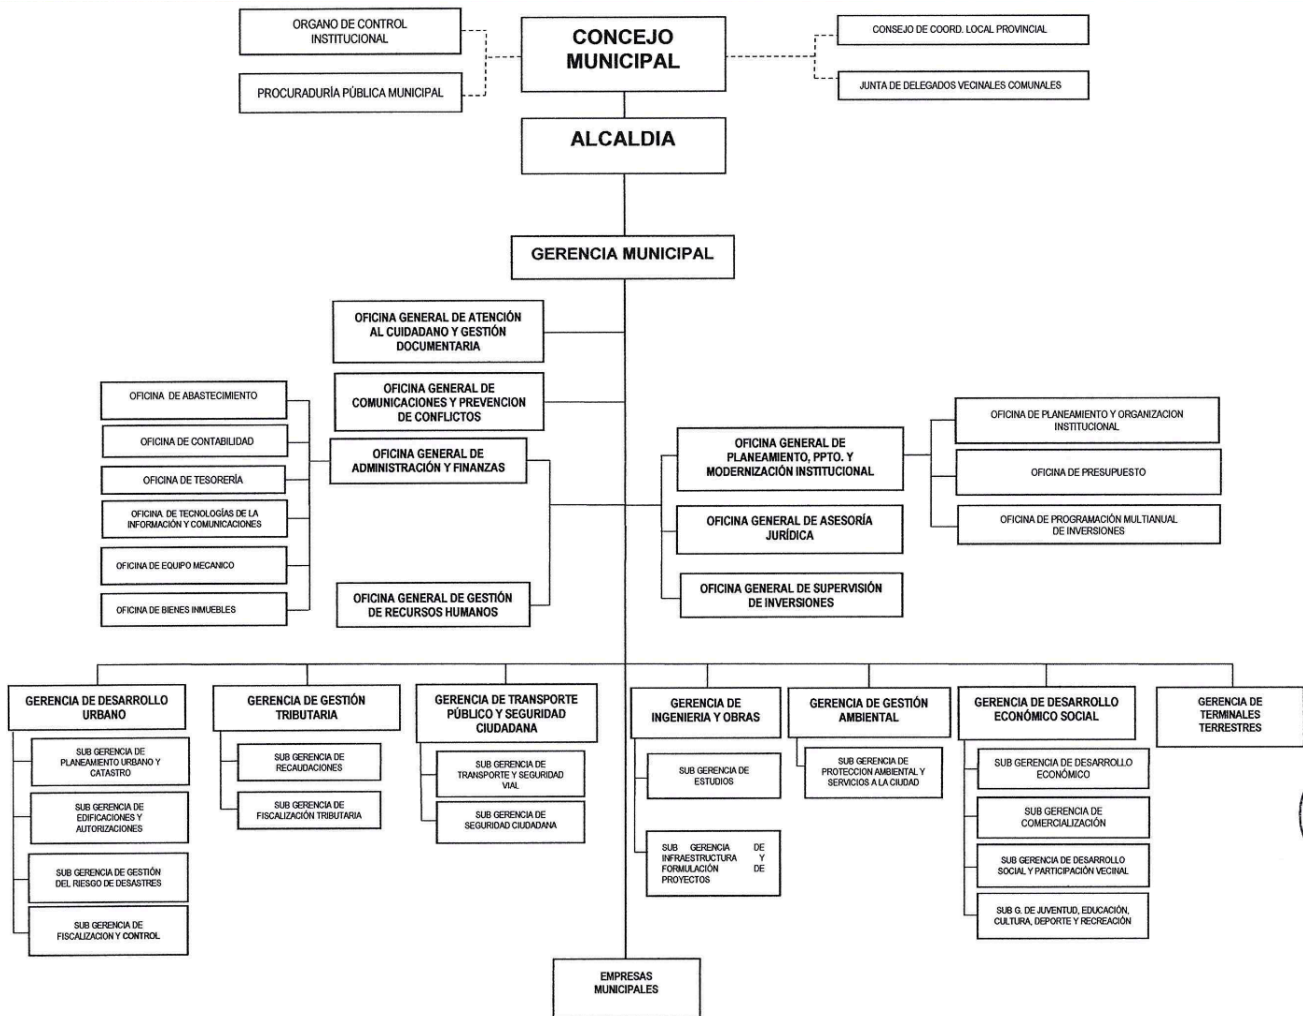 ORGANO DE CONTROL
INSTITUCIONAL
PROCURADURÍA PÚBLICA MUNICIPAL
CONCEJO
MUNICIPAL
CONSEJO DE COORD. LOCAL PROVINCIAL
JUNTA DE DELEGADOS VECINALES COMUNALES
ALCALDIA
GERENCIA MUNICIPAL
OFICINA GENERAL DE ATENCIÓN
AL CUIDADANO Y GESTIÓN
DOCUMENTARIA
OFICINA GENERAL DE
COMUNICACIONES Y PREVENCION
DE CONFLICTOS
OFICINA GENERAL DE
ADMINISTRACIÓN Y FINANZAS
OFICINA DE ABASTECIMIENTO
OFICINA DE CONTABILIDAD
OFICINA DE TESORERÍA
OFICINA DE TECNOLOGÍAS DE LA
INFORMACIÓN Y COMUNICACIONES
OFICINA DE EQUIPO MECANICO
OFICINA DE BIENES INMUEBLES
OFICINA GENERAL DE GESTIÓN
DE RECURSOS HUMANOS
OFICINA GENERAL DE
PLANEAMIENTO, PPTO. Y
MODERNIZACIÓN INSTITUCIONAL
OFICINA DE PLANEAMIENTO Y ORGANIZACION
INSTITUCIONAL
OFICINA DE PRESUPUESTO
OFICINA DE PROGRAMACIÓN MULTIANUAL
DE INVERSIONES
OFICINA GENERAL DE ASESORÍA
JURÍDICA
OFICINA GENERAL DE SUPERVISIÓN
DE INVERSIONES
GERENCIA DE DESARROLLO
URBANO
SUB GERENCIA DE
PLANEAMIENTO URBANO Y
CATASTRO
SUB GERENCIA DE
EDIFICACIONES Y
AUTORIZACIONES
SUB GERENCIA DE GESTIÓN
DEL RIESGO DE DESASTRES
SUB GERENCIA DE
FISCALIZACION Y CONTROL
GERENCIA DE GESTIÓN
TRIBUTARIA
SUB GERENCIA DE
RECAUDACIONES
SUB GERENCIA DE
FISCALIZACIÓN TRIBUTARIA
GERENCIA DE TRANSPORTE
PÚBLICO Y SEGURIDAD
CIUDADANA
SUB GERENCIA DE
TRANSPORTE Y SEGURIDAD
VIAL
SUB GERENCIA DE
SEGURIDAD CIUDADANA
GERENCIA DE
INGENIERIA Y OBRAS
SUB GERENCIA DE
ESTUDIOS
SUB GERENCIA DE
INFRAESTRUCTURA Y
FORMULACIÓN DE
PROYECTOS
GERENCIA DE GESTIÓN
AMBIENTAL
SUB GERENCIA DE
PROTECCION AMBIENTAL Y
SERVICIOS A LA CIUDAD
GERENCIA DE DESARROLLO
ECONÓMICO SOCIAL
SUB GERENCIA DE DESARROLLO
ECONÓMICO
SUB GERENCIA DE
COMERCIALIZACIÓN
SUB GERENCIA DE DESARROLLO
SOCIAL Y PARTICIPACIÓN VECINAL
SUB G. DE JUVENTUD, EDUCACIÓN,
CULTURA, DEPORTE Y RECREACIÓN
GERENCIA DE
TERMINALES
TERRESTRES
EMPRESAS
MUNICIPALES